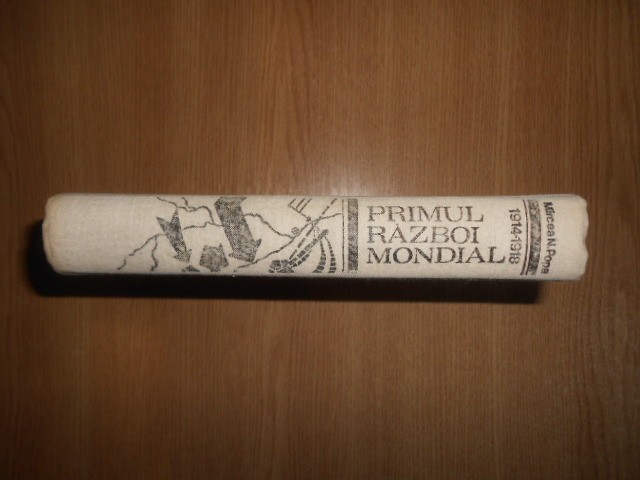 Mircea N. Popa
1914-1918
PRIMUL
RĂZBOI
MONDIAL